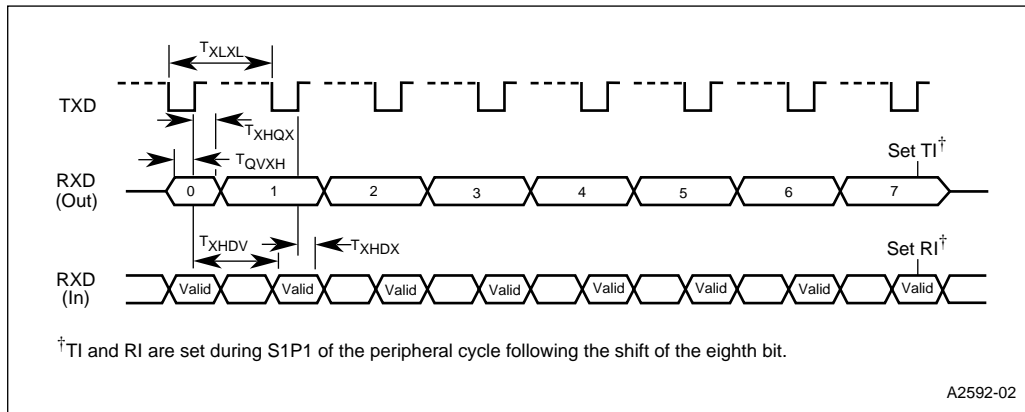 TXLXL
TXD
TXHQX
TQVXH
Set TI†
RXD
(Out)
0 1 2 3 4 5 6 7
TXHDV
TXHDX
Set RI†
RXD
(In)
Valid Valid Valid Valid Valid Valid Valid Valid
†TI and RI are set during S1P1 of the peripheral cycle following the shift of the eighth bit.
A2592-02